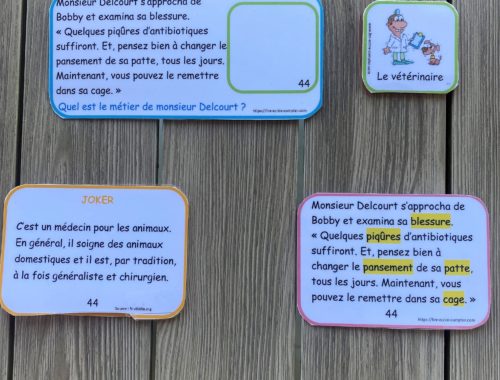 Monsieur Delcourt s'approcha de
Bobby et examina sa blessure.
« Quelques piqûres d'antibiotiques
suffiront. Et, pensez bien à changer le
pansement de sa patte, tous les jours.
Maintenant, vous pouvez le remettre
dans sa cage. »
44
Quel est le métier de monsieur Delcourt ?
Le vétérinaire
JOKER
C'est un médecin pour les animaux.
En général, il soigne des animaux
domestiques et il est, par tradition,
à la fois généraliste et chirurgien.
44
Monsieur Delcourt s'approcha de
Bobby et examina sa blessure.
« Quelques piqûres d'antibiotiques
suffiront. Et, pensez bien à
changer le pansement de sa patte,
tous les jours. Maintenant, vous
pouvez le remettre dans sa cage. »
44